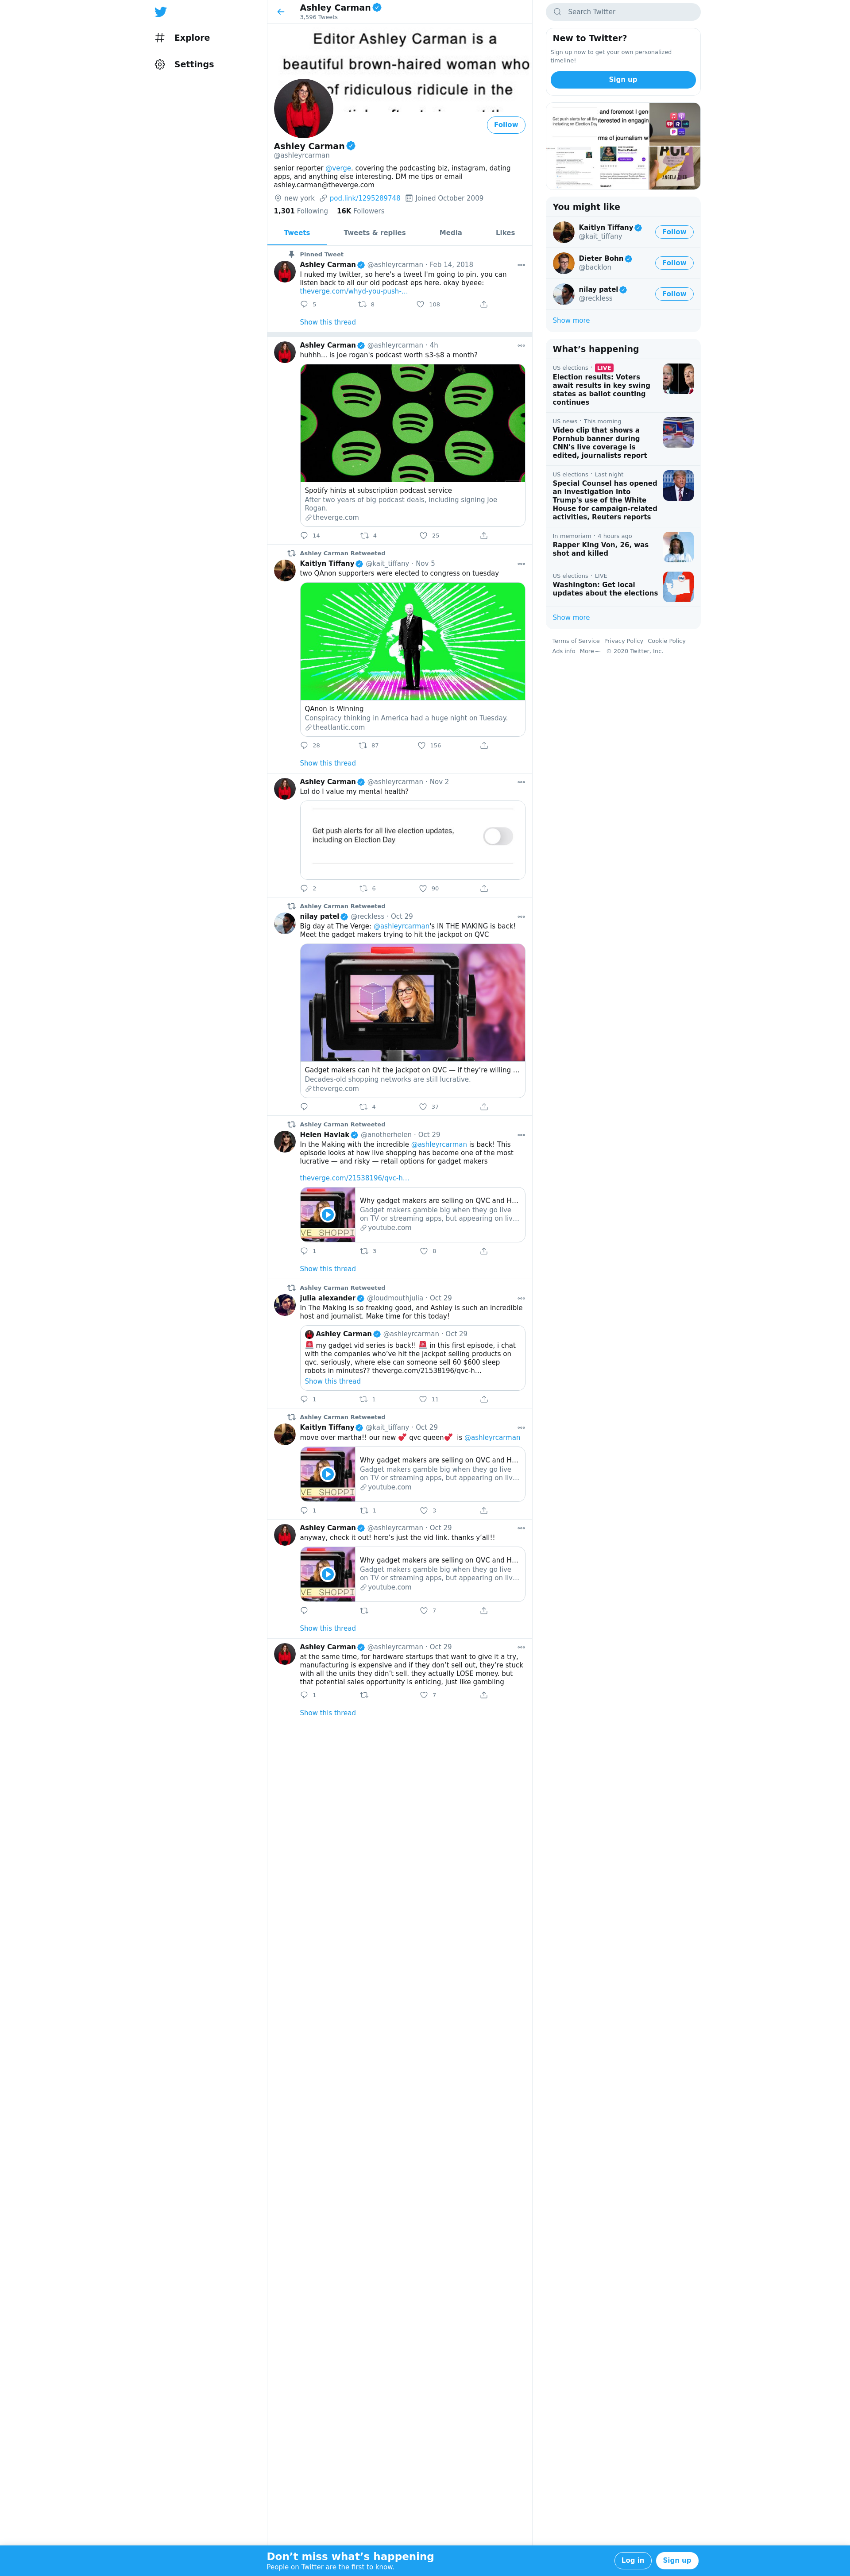 Explore
Settings
Ashley Carman
3,596 Tweets
Editor Ashley Carman is a
beautiful brown-haired woman who
of ridiculous ridicule in the
Follow
Ashley Carman
@ashleyrcarman
senior reporter @verge, covering the podcasting biz, instagram, dating
apps, and anything else interesting. DM me tips or email
ashley.carman@theverge.com
new york pod.link/1295289748 Joined October 2009
1,301 Following 16K Followers
Tweets Tweets & replies Media Likes
Pinned Tweet
Ashley Carman @ashleyrcarman · Feb 14, 2018
I nuked my twitter, so here's a tweet I'm going to pin. you can
listen back to all our old podcast eps here. okay byeee:
theverge.com/whyd-you-push-...
5 8 108
Show this thread
Ashley Carman @ashleyrcarman · 4h
huhhh... is joe rogan's podcast worth $3-$8 a month?
Spotify hints at subscription podcast service
After two years of big podcast deals, including signing Joe
Rogan.
theverge.com
14 4 25
Ashley Carman Retweeted
Kaitlyn Tiffany @kait_tiffany · Nov 5
two QAnon supporters were elected to congress on tuesday
QAnon Is Winning
Conspiracy thinking in America had a huge night on Tuesday.
theatlantic.com
28 87 156
Show this thread
Ashley Carman @ashleyrcarman · Nov 2
Lol do I value my mental health?
Get push alerts for all live election updates,
including on Election Day
2 6 90
Ashley Carman Retweeted
nilay patel @reckless · Oct 29
Big day at The Verge: @ashleyrcarman's IN THE MAKING is back!
Meet the gadget makers trying to hit the jackpot on QVC
Gadget makers can hit the jackpot on QVC — if they're willing ...
Decades-old shopping networks are still lucrative.
theverge.com
4 37
Ashley Carman Retweeted
Helen Havlak @anotherhelen · Oct 29
In the Making with the incredible @ashleyrcarman is back! This
episode looks at how live shopping has become one of the most
lucrative — and risky — retail options for gadget makers
theverge.com/21538196/qvc-h...
VE SHOPPI
Why gadget makers are selling on QVC and H...
Gadget makers gamble big when they go live
on TV or streaming apps, but appearing on liv...
youtube.com
1 3 8
Show this thread
Ashley Carman Retweeted
julia alexander @loudmouthjulia · Oct 29
In The Making is so freaking good, and Ashley is such an incredible
host and journalist. Make time for this today!
Ashley Carman @ashleyrcarman · Oct 29
🚨 my gadget vid series is back!! 🚨 in this first episode, i chat
with the companies who've hit the jackpot selling products on
qvc. seriously, where else can someone sell 60 $600 sleep
robots in minutes?? theverge.com/21538196/qvc-h...
Show this thread
1 1 11
Ashley Carman Retweeted
Kaitlyn Tiffany @kait_tiffany · Oct 29
move over martha!! our new 💕 qvc queen💕 is @ashleyrcarman
VE SHOPPI
Why gadget makers are selling on QVC and H...
Gadget makers gamble big when they go live
on TV or streaming apps, but appearing on liv...
youtube.com
1 1 3
Ashley Carman @ashleyrcarman · Oct 29
anyway, check it out! here's just the vid link. thanks y'all!!
VE SHOPPI
Why gadget makers are selling on QVC and H...
Gadget makers gamble big when they go live
on TV or streaming apps, but appearing on liv...
youtube.com
7
Show this thread
Ashley Carman @ashleyrcarman · Oct 29
at the same time, for hardware startups that want to give it a try,
manufacturing is expensive and if they don't sell out, they're stuck
with all the units they didn't sell. they actually LOSE money. but
that potential sales opportunity is enticing, just like gambling
1 7
Show this thread
Search Twitter
New to Twitter?
Sign up now to get your own personalized
timeline!
Sign up
Get push alerts for all live
including on Election Day
and foremost I gen
terested in engagin
rms of journalism w
You might like
Kaitlyn Tiffany
@kait_tiffany
Follow
Dieter Bohn
@backlon
Follow
nilay patel
@reckless
Follow
Show more
What's happening
US elections · LIVE
Election results: Voters
await results in key swing
states as ballot counting
continues
US news · This morning
Video clip that shows a
Pornhub banner during
CNN's live coverage is
edited, journalists report
US elections · Last night
Special Counsel has opened
an investigation into
Trump's use of the White
House for campaign-related
activities, Reuters reports
In memoriam · 4 hours ago
Rapper King Von, 26, was
shot and killed
US elections · LIVE
Washington: Get local
updates about the elections
Show more
Terms of Service Privacy Policy Cookie Policy
Ads info More ••• © 2020 Twitter, Inc.
Don't miss what's happening
People on Twitter are the first to know.
Log in
Sign up